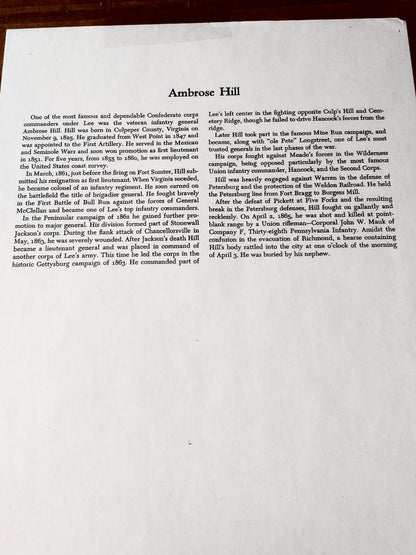 Ambrose Hill
One of the most famous and dependable Confederate corps
commanders under Lee was the veteran infantry general
Ambrose Hill. Hill was born in Culpeper County, Virginia on
November 9, 1825. He graduated from West Point in 1847 and
was appointed to the First Artillery. He served in the Mexican
and Seminole Wars and soon won promotion as first lieutenant
in 1851. For five years, from 1855 to 1860, he was employed on
the United States coast survey.
In March, 1861, just before the firing on Fort Sumter, Hill sub-
mitted his resignation as first lieutenant. When Virginia seceded,
he became colonel of an infantry regiment. He soon earned on
the battlefield the title of brigadier general. He fought bravely
in the First Battle of Bull Run against the forces of General
McClellan and became one of Lee's top infantry commanders.
In the Peninsular campaign of 1862 he gained further pro-
motion to major general. His division formed part of Stonewall
Jackson's corps. During the flank attack of Chancellorsville in
May, 1863, he was severely wounded. After Jackson's death Hill
became a lieutenant general and was placed in command of
another corps of Lee's army. This time he led the corps in the
historic Gettysburg campaign of 1863. He commanded part of
Lee's left center in the fighting opposite Culp's Hill and Cem-
etery Ridge, though he failed to drive Hancock's forces from the
ridge.
Later Hill took part in the famous Mine Run campaign, and
became, along with "ole Pete" Longstreet, one of Lee's most
trusted generals in the last phases of the war.
His corps fought against Meade's forces in the Wilderness
campaign, being opposed particularly by the most famous
Union infantry commander, Hancock, and the Second Corps.
Hill was heavily engaged against Warren in the defense of
Petersburg and the protection of the Weldon Railroad. He held
the Petersburg line from Fort Bragg to Burgess Mill.
After the defeat of Pickett at Five Forks and the resulting
break in the Petersburg defenses, Hill fought on gallantly and
recklessly. On April 2, 1865, he was shot and killed at point-
blank range by a Union rifleman—Corporal John W. Mauk of
Company F, Thirty-eighth Pennsylvania Infantry. Amidst the
confusion in the evacuation of Richmond, a hearse containing
Hill's body rattled into the city at one o'clock of the morning
of April 3. He was buried by his nephew.